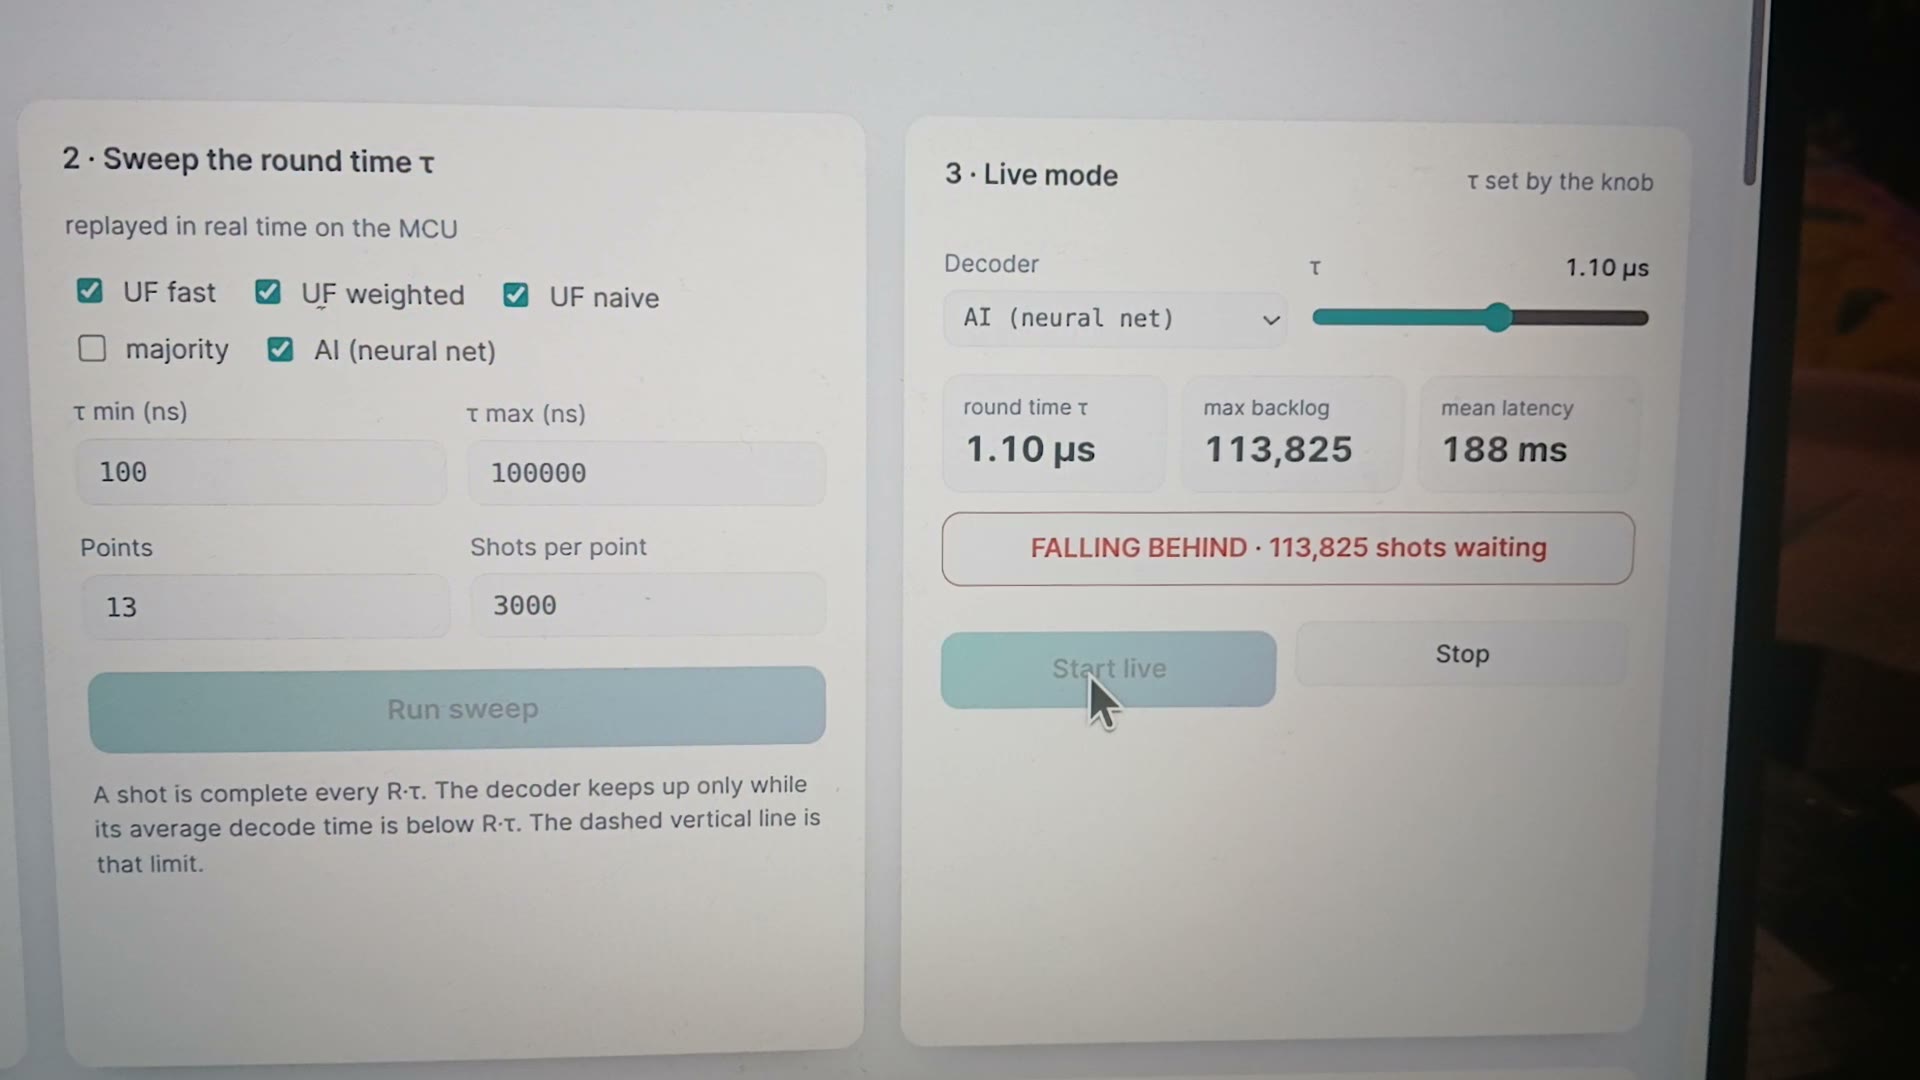 2 · Sweep the round time τ
replayed in real time on the MCU
UF fast
UF weighted
UF naive
majority
AI (neural net)
τ min (ns)
τ max (ns)
100
100000
Points
Shots per point
13
3000
Run sweep
A shot is complete every R·τ. The decoder keeps up only while
its average decode time is below R·τ. The dashed vertical line is
that limit.
3 · Live mode
τ set by the knob
Decoder
τ
1.10 µs
AI (neural net)
round time τ
1.10 µs
max backlog
113,825
mean latency
188 ms
FALLING BEHIND · 113,825 shots waiting
Start live
Stop